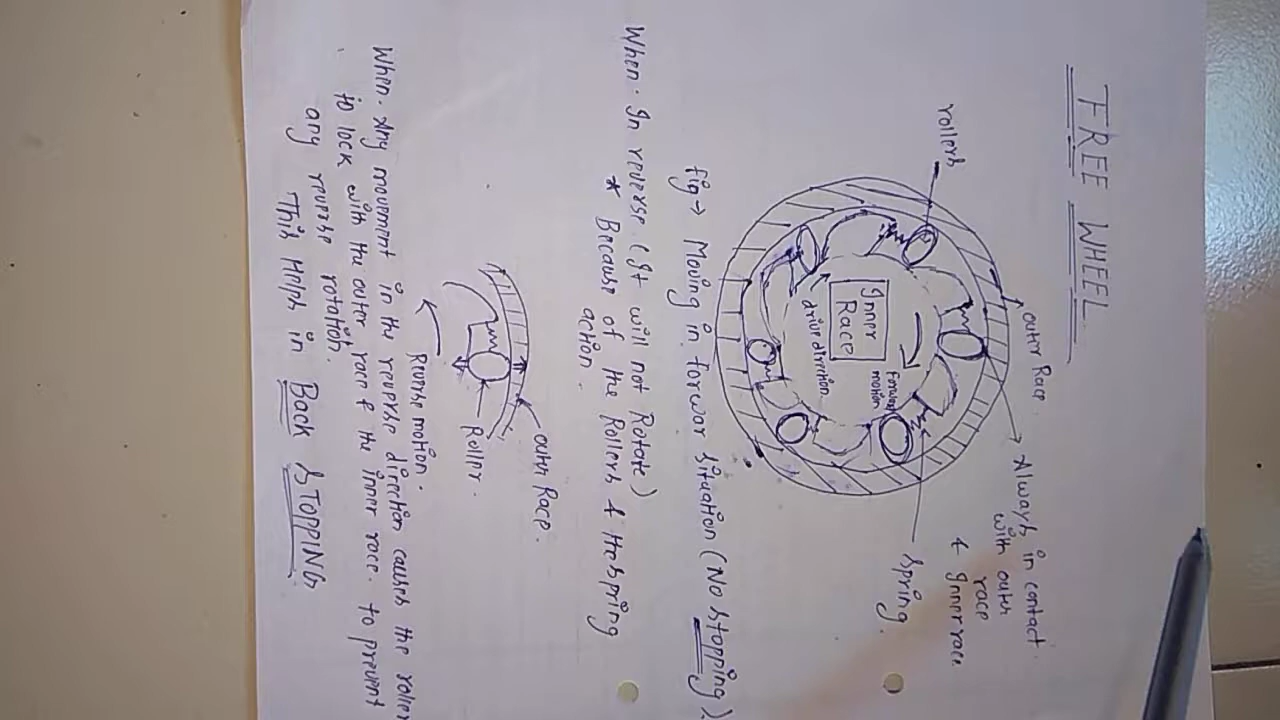 FREE WHEEL
rollers
outer Race.
Always in contact
with outer
race
& Inner race
Spring.
Inner
Race
forward
motion
drive direction.
fig → Moving in forwar situation (No stopping).
When. In reverse (It will not Rotate)
* Because of the Rollers & the spring
action.
outer Race.
Roller.
Reverse motion.
When. Any movement in the reverse direction causes the roller
to lock with the outer race & the inner race. to prevent
any reverse rotation.
This Helps in Back STOPPING